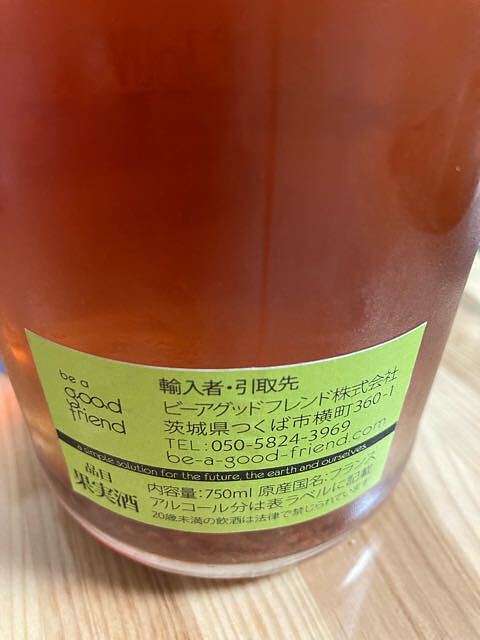 be a
good
friend
輸入者・引取先
ビーアグッドフレンド株式会社
茨城県つくば市横町360-1
TEL:050-5824-3969
be-a-good-friend.com
a simple solution for the future, the earth and ourselves
品目
果実酒
内容量:750ml 原産国名:フランス
アルコール分は表ラベルに記載
20歳未満の飲酒は法律で禁じられています